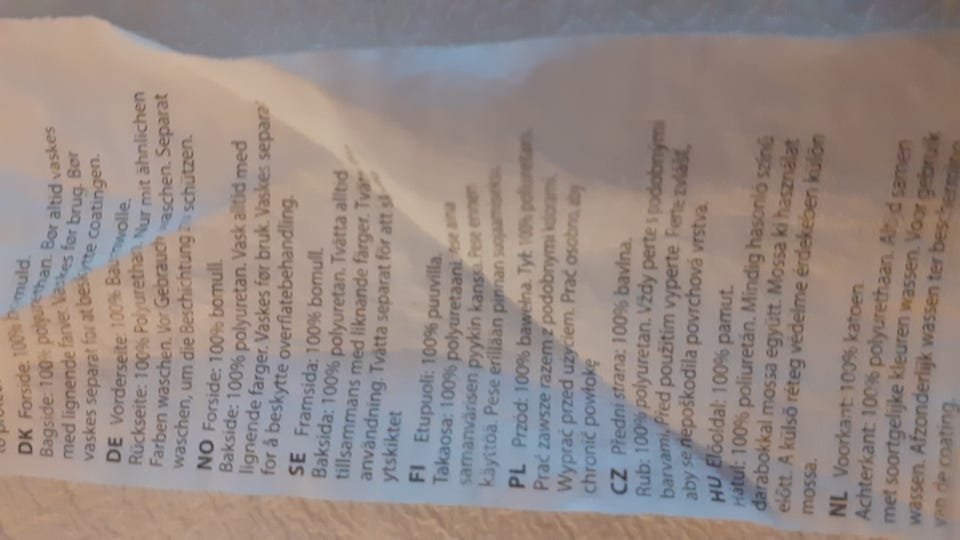 DK Forside: 100%
Bagside: 100% polyurethan. Bør altid vaskes
med lignende farver. Vaskes før brug. Bør
vaskes separat for at beskytte coatingen.
DE Vorderseite: 100% Baumwolle.
Rückseite: 100% Polyurethan. Nur mit ähnlichen
Farben waschen. Vor Gebrauch waschen. Separat
waschen, um die Beschichtung zu schützen.
NO Forside: 100% bomull.
Bakside: 100% polyuretan. Vask alltid med
lignende farger. Vaskes før bruk. Vaskes separat
for å beskytte overflatebehandling.
SE Framsida: 100% bomull.
Baksida: 100% polyuretan. Tvätta alltid
tillsammans med liknande färger. Tvätt
användning. Tvätta separat för att
ytskiktet
FI Etupuoli: 100% puuvilla.
Takaosa: 100% polyuretaani.
samanvärisen pyykin kanssa. Pese ennen
käyttöä. Pese erillään pinnan
PL Przód: 100% bawełna. Tył: 100% poliuretan.
Prać zawsze razem z podobnymi kolorami.
Wyprać przed użyciem. Prać osobno, aby
chronić powłokę
CZ Přední strana: 100% bavlna.
Rub: 100% polyuretan. Vždy perte s podobnými
barvami. Před použitím vyperte. Perte zvlášť,
aby se nepoškodila povrchová vrstva.
HU Előoldal: 100% pamut.
Hátul: 100% poliuretán. Mindig hasonló színű
darabokkal mossa együtt. Mossa ki használat
előtt. A külső réteg védelme érdekében külön
mossa.
NL Voorkant: 100% katoen.
Achterkant: 100% polyurethaan. Altijd samen
met soortgelijke kleuren wassen. Voor gebruik
wassen. Afzonderlijk wassen ter bescherming
van de coating.